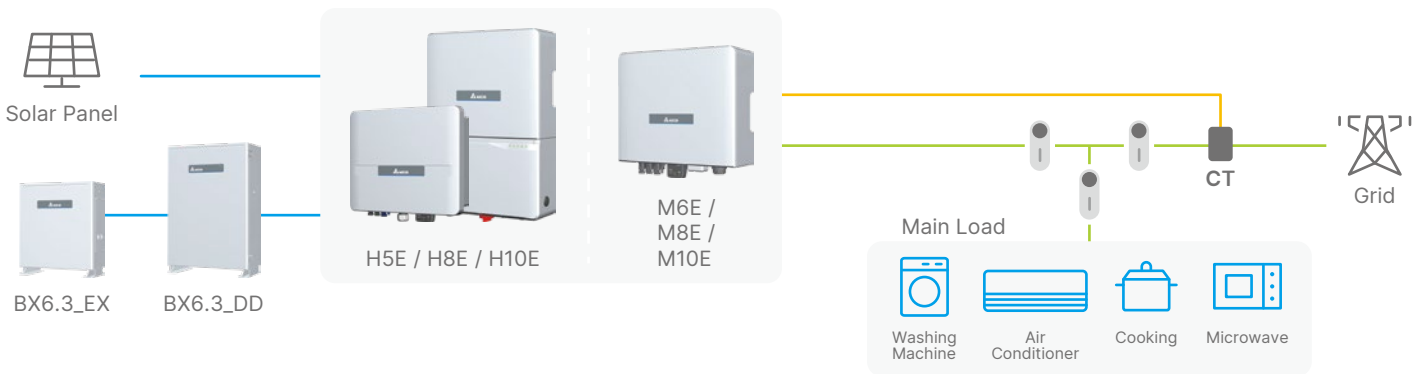 Solar Panel
BX6.3_EX
BX6.3_DD
H5E / H8E / H10E
M6E /
M8E /
M10E
CT
Grid
Main Load
Washing
Machine
Air
Conditioner
Cooking
Microwave